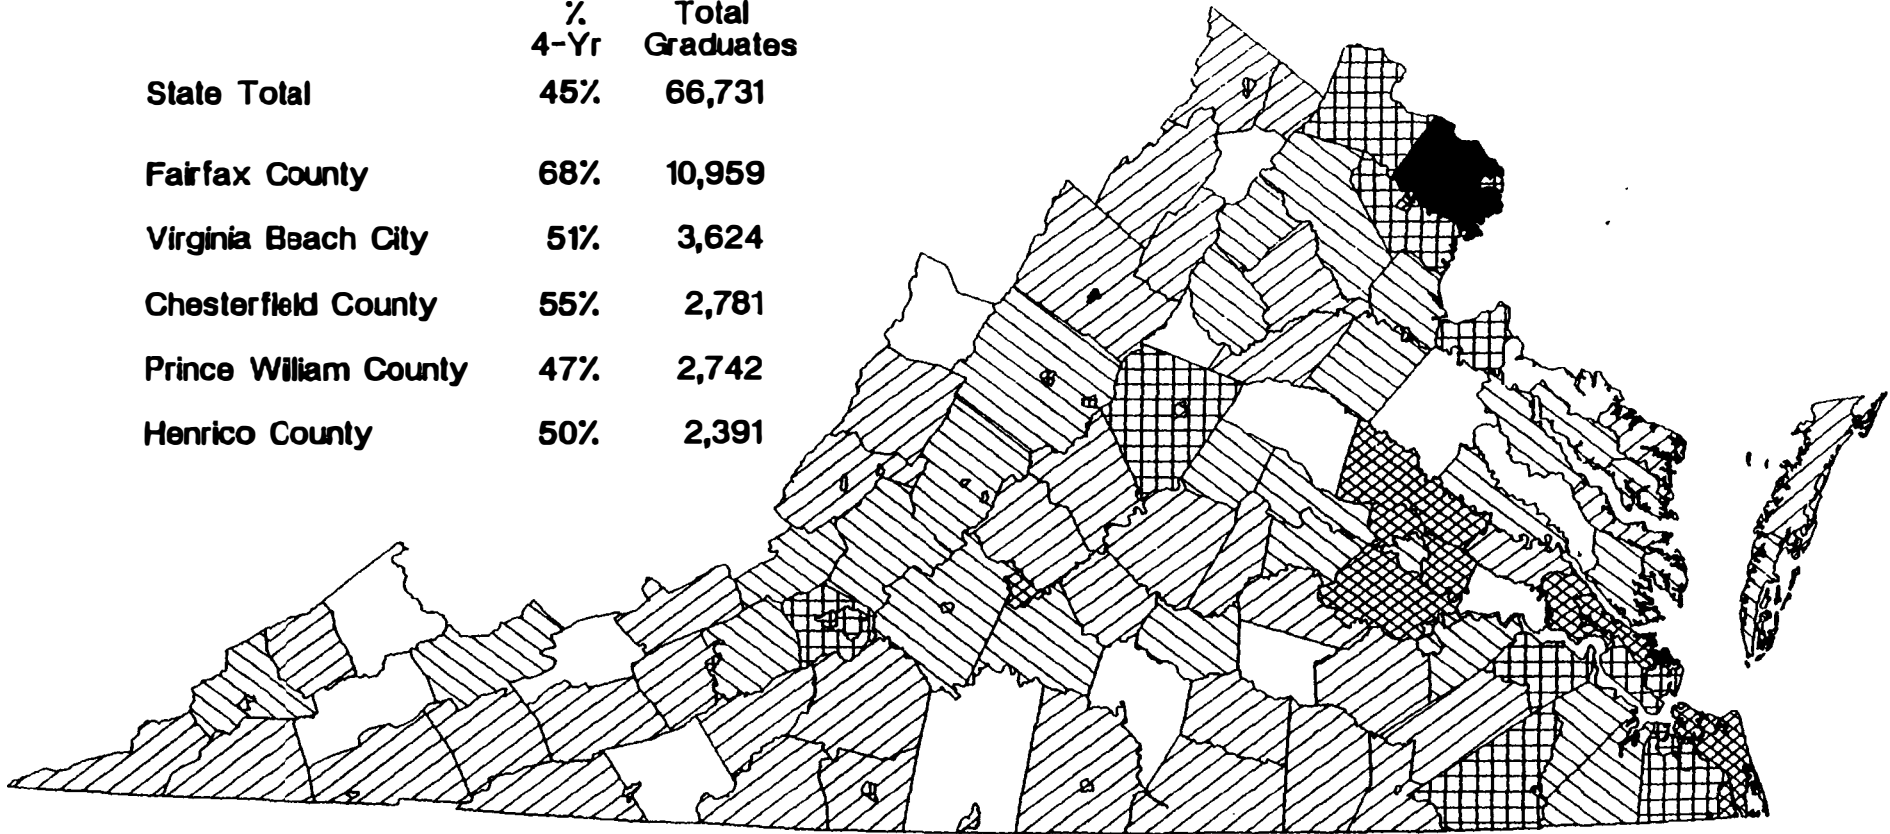 % Total
4-Yr Graduates
State Total 45% 66,731
Fairfax County 68% 10,959
Virginia Beach City 51% 3,624
Chesterfield County 55% 2,781
Prince William County 47% 2,742
Henrico County 50% 2,391